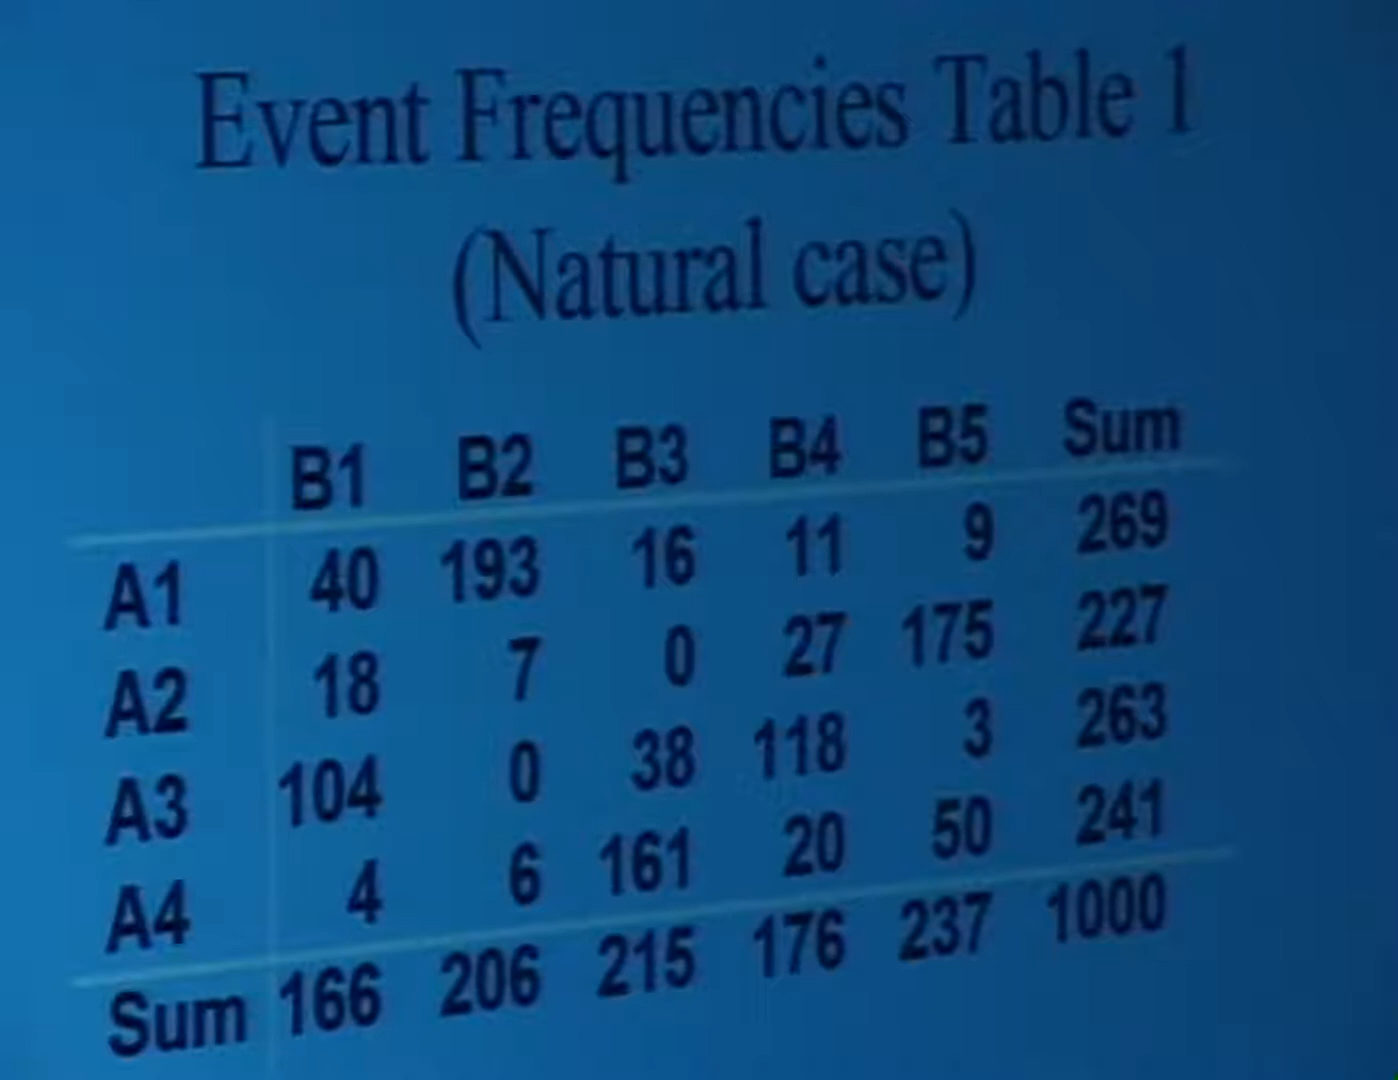 Event Frequencies Table 1
(Natural case)
B1 B2 B3 B4 B5 Sum
A1 40 193 16 11 9 269
A2 18 7 0 27 175 227
A3 104 0 38 118 3 263
A4 4 6 161 20 50 241
Sum 166 206 215 176 237 1000